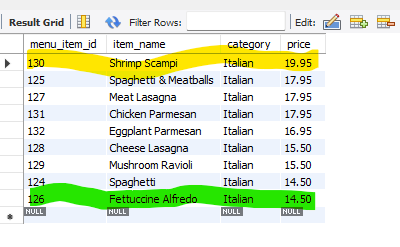 Result Grid Filter Rows: Edit:
menu_item_id item_name category price
130 Shrimp Scampi Italian 19.95
125 Spaghetti & Meatballs Italian 17.95
127 Meat Lasagna Italian 17.95
131 Chicken Parmesan Italian 17.95
132 Eggplant Parmesan Italian 16.95
128 Cheese Lasagna Italian 15.50
129 Mushroom Ravioli Italian 15.50
124 Spaghetti Italian 14.50
126 Fettuccine Alfredo Italian 14.50
NULL NULL NULL NULL